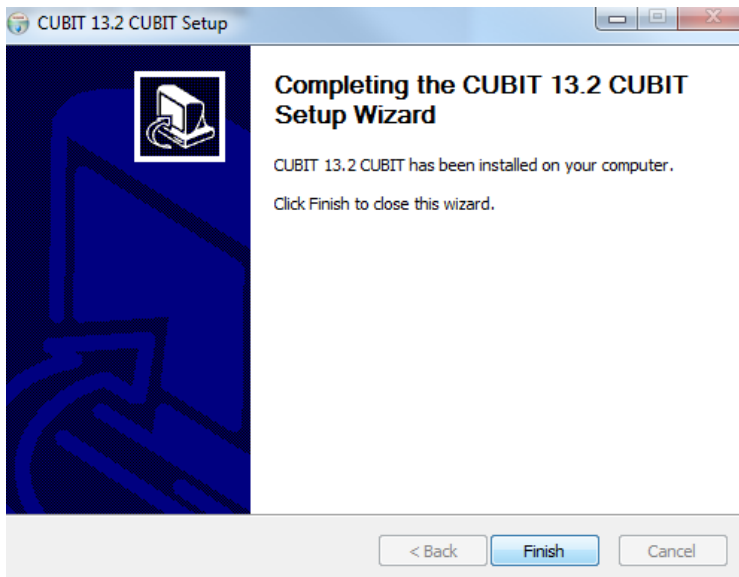 CUBIT 13.2 CUBIT Setup
Completing the CUBIT 13.2 CUBIT
Setup Wizard
CUBIT 13.2 CUBIT has been installed on your computer.
Click Finish to close this wizard.
< Back Finish Cancel